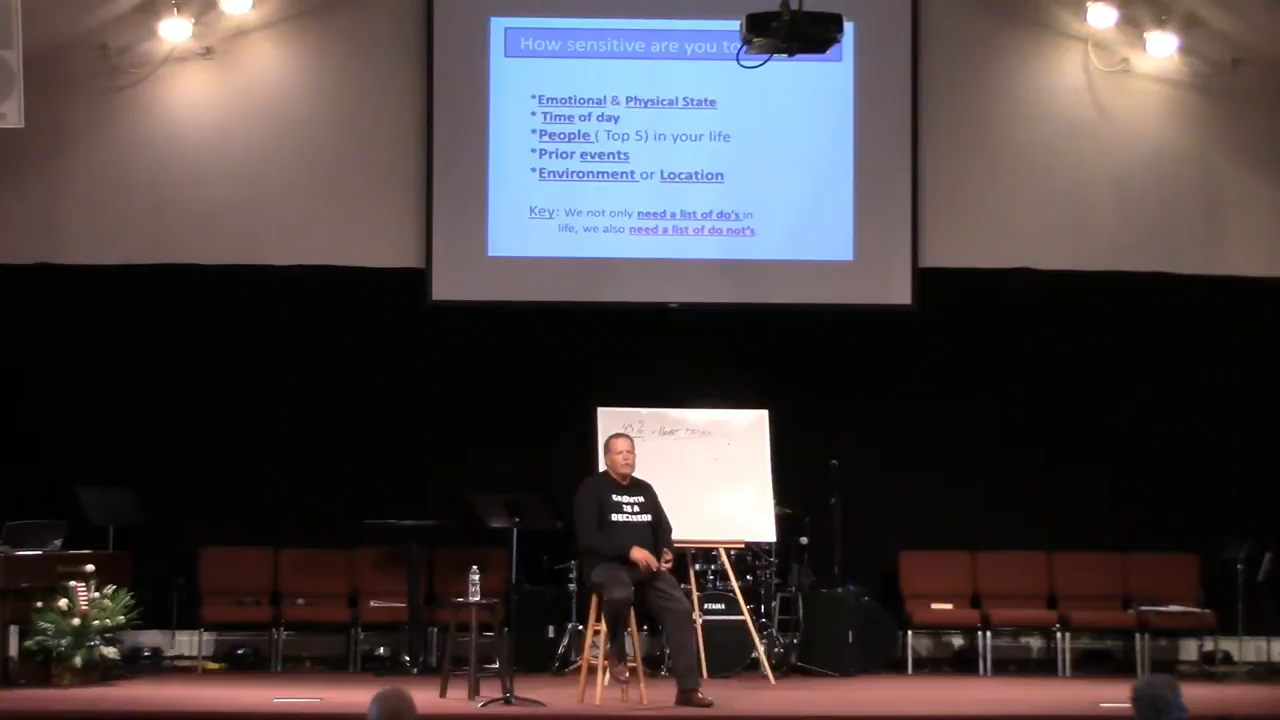 How sensitive are you to
*Emotional & Physical State
* Time of day
*People ( Top 5) in your life
*Prior events
*Environment or Location
Key: We not only need a list of do's in
life, we also need a list of do not's.
45%
GROWTH
IS A
DECISION
TAMA